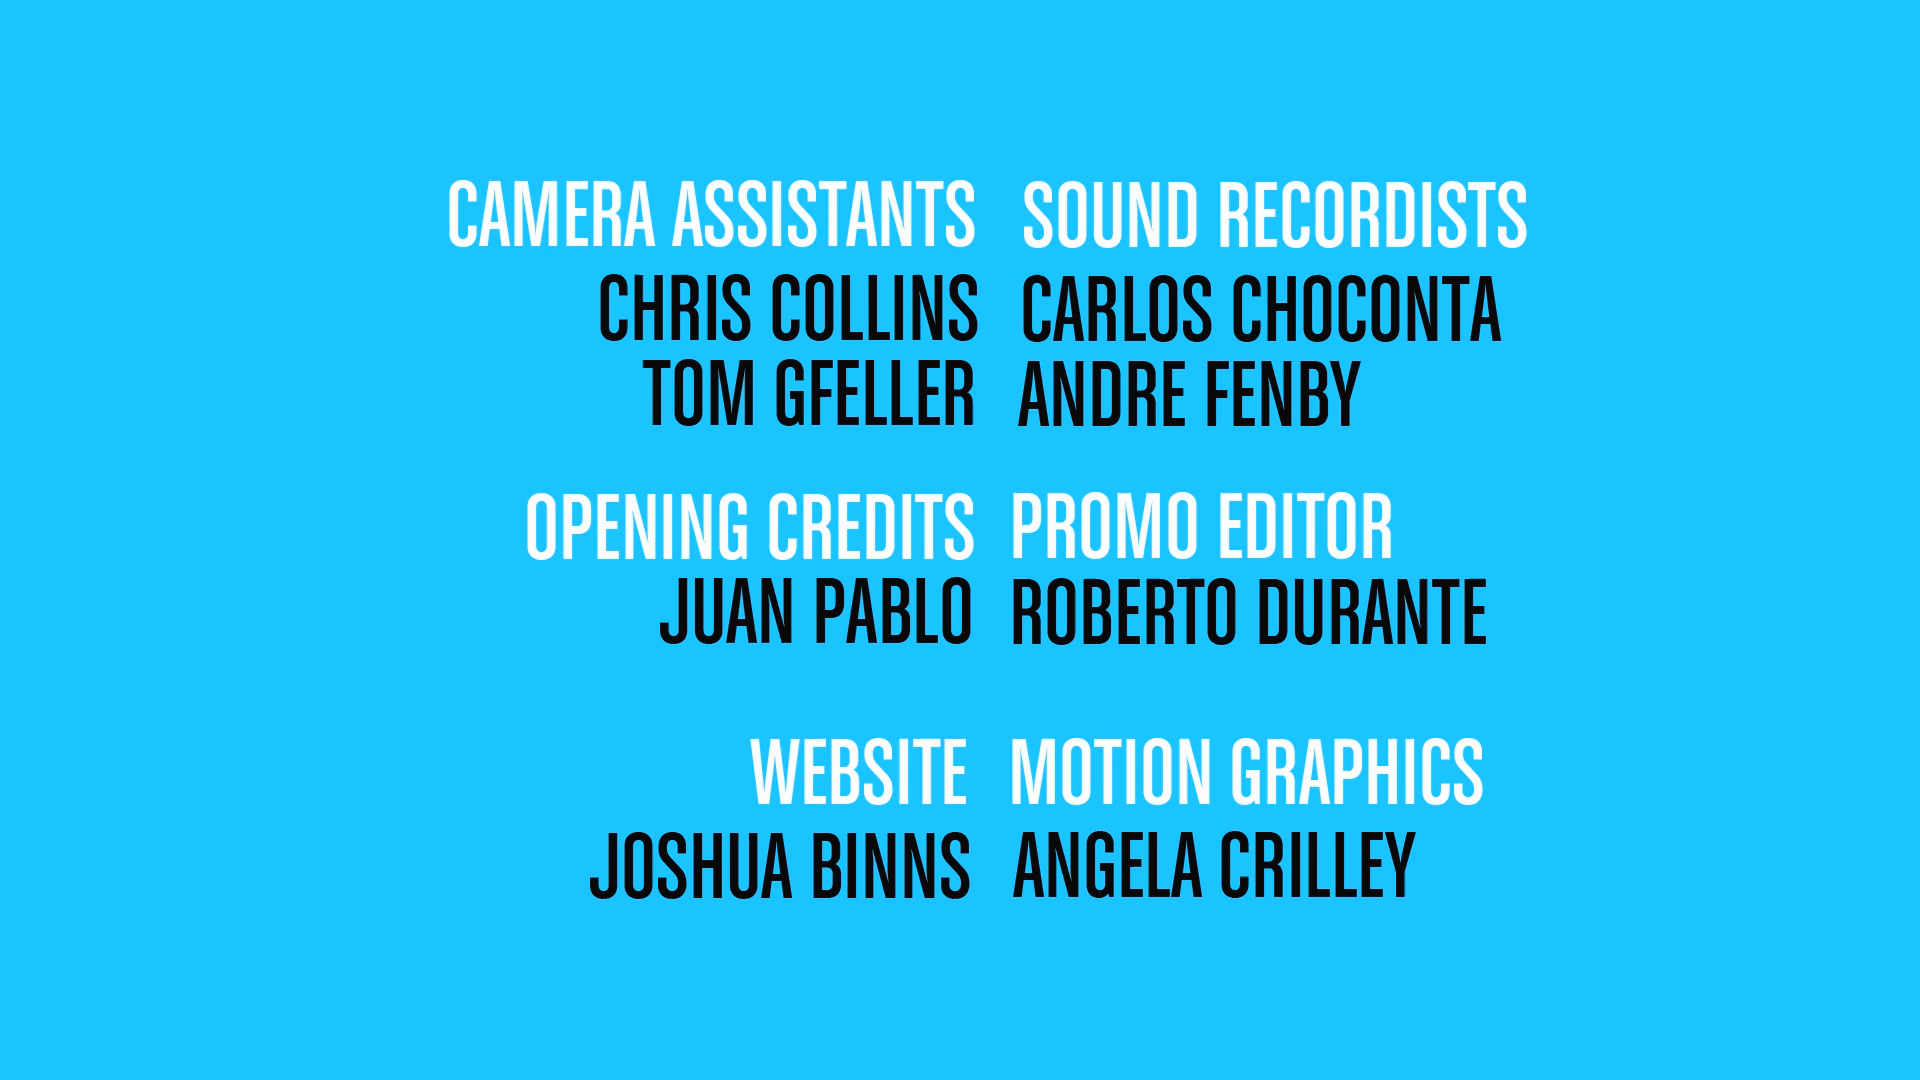 CAMERA ASSISTANTS
CHRIS COLLINS
TOM GFELLER
SOUND RECORDISTS
CARLOS CHOCONTA
ANDRE FENBY
OPENING CREDITS
JUAN PABLO
PROMO EDITOR
ROBERTO DURANTE
WEBSITE
JOSHUA BINNS
MOTION GRAPHICS
ANGELA CRILLEY